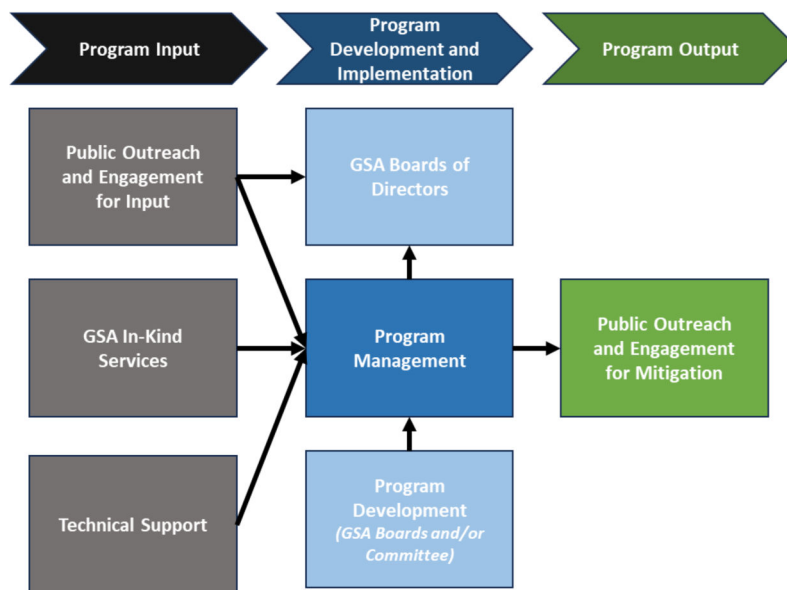 Program Input
Program
Development and
Implementation
Program Output
Public Outreach
and Engagement
for Input
GSA Boards of
Directors
GSA In-Kind
Services
Program
Management
Public Outreach
and Engagement
for Mitigation
Technical Support
Program
Development
(GSA Boards and/or
Committee)